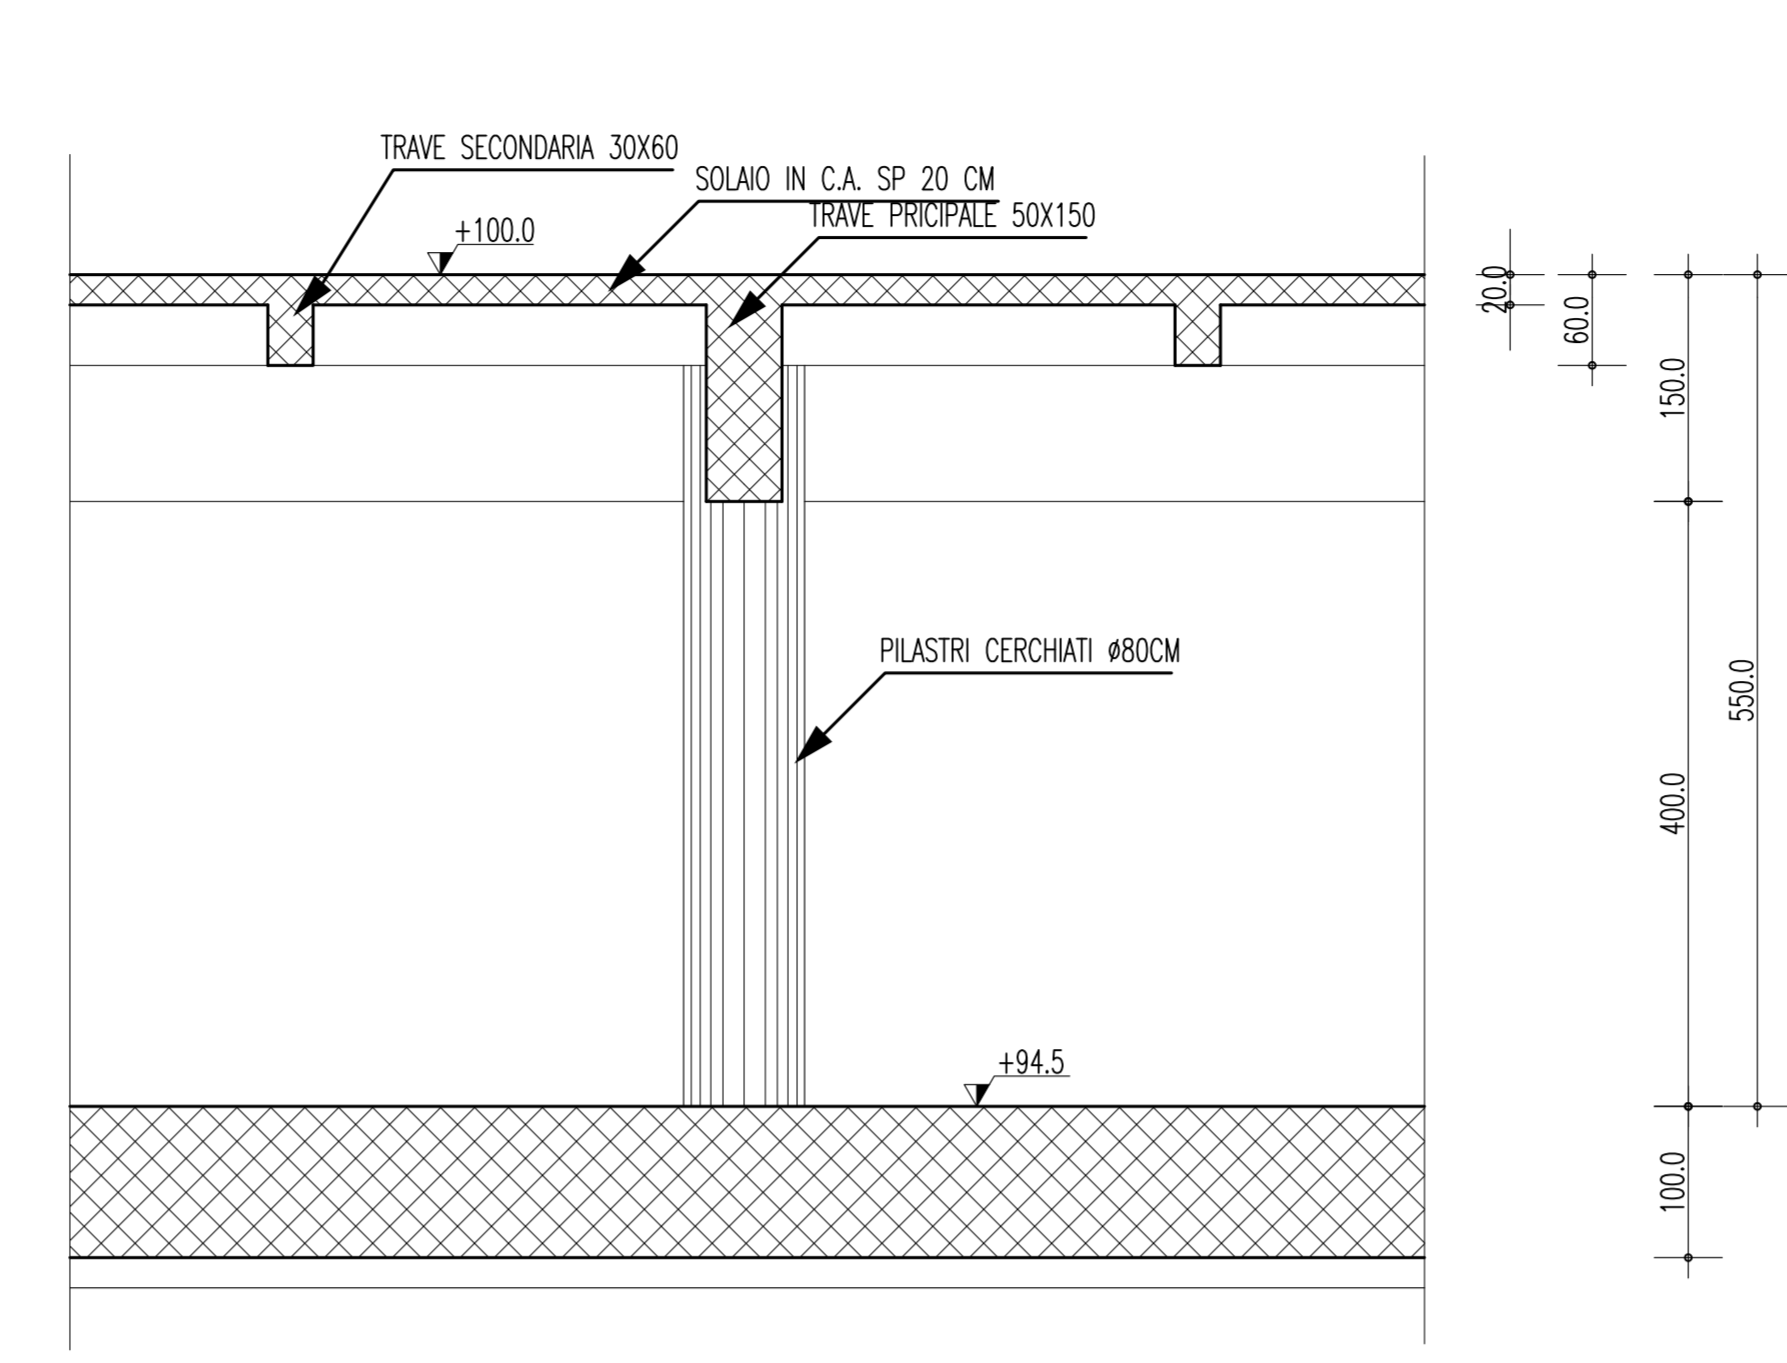 TRAVE SECONDARIA 30X60
SOLAIO IN C.A. SP 20 CM
TRAVE PRICIPALE 50X150
+100.0
20.0
60.0
150.0
PILASTRI CERCHIATI ø80CM
550.0
400.0
+94.5
100.0